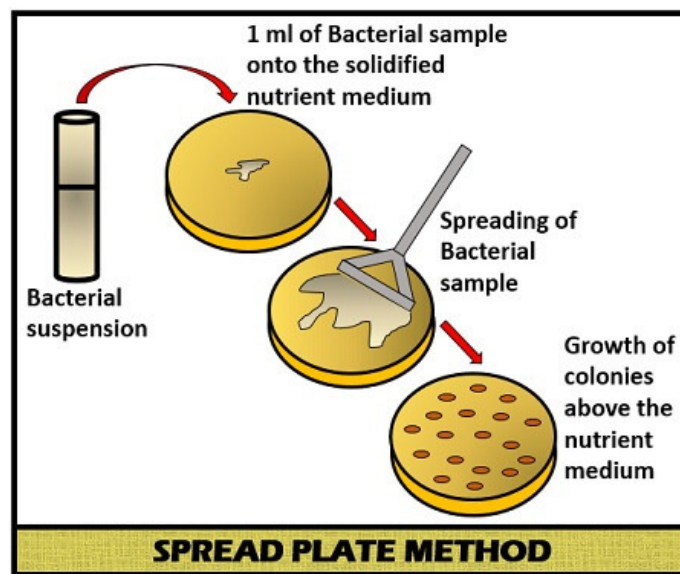 1 ml of Bacterial sample
onto the solidified
nutrient medium
Bacterial
suspension
Spreading of
Bacterial
sample
Growth of
colonies
above the
nutrient
medium
SPREAD PLATE METHOD